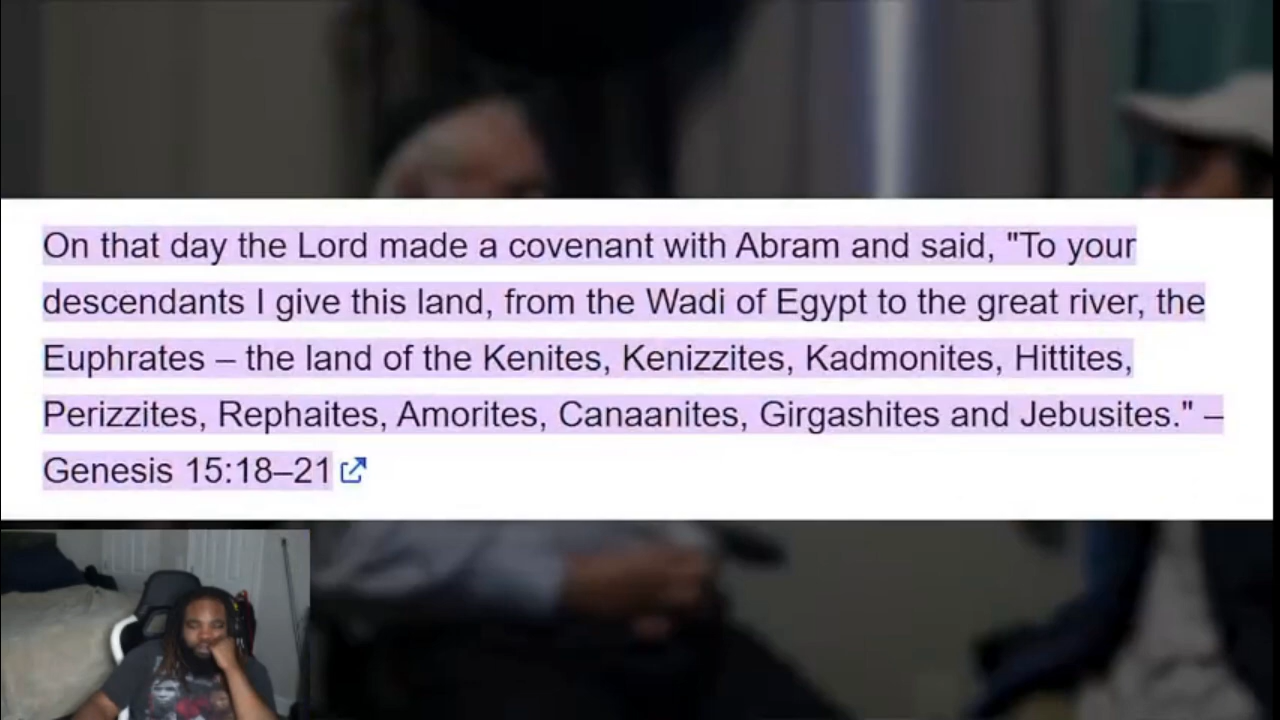 On that day the Lord made a covenant with Abram and said, "To your
descendants I give this land, from the Wadi of Egypt to the great river, the
Euphrates – the land of the Kenites, Kenizzites, Kadmonites, Hittites,
Perizzites, Rephaites, Amorites, Canaanites, Girgashites and Jebusites." –
Genesis 15:18–21